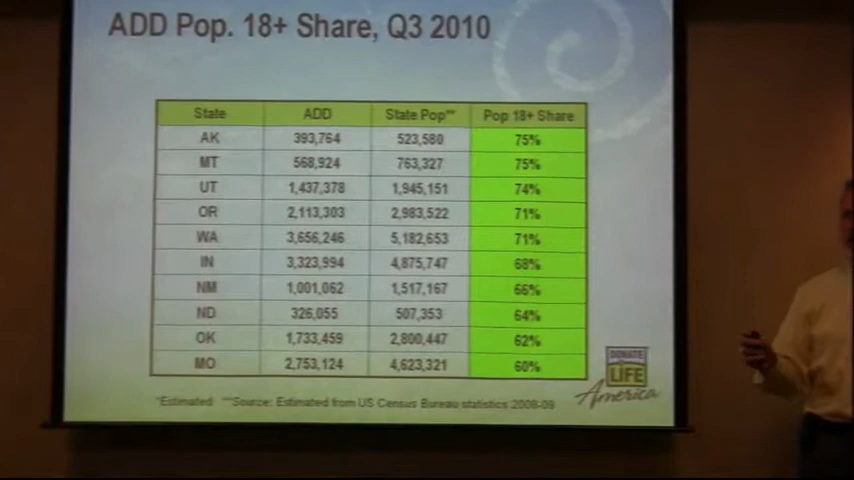 ADD Pop. 18+ Share, Q3 2010
State ADD State Pop** Pop 18+ Share
AK 393,764 523,580 75%
MT 568,924 763,327 75%
UT 1,437,378 1,945,151 74%
OR 2,113,303 2,983,522 71%
WA 3,656,246 5,182,653 71%
IN 3,323,994 4,875,747 68%
NM 1,001,062 1,517,167 66%
ND 326,055 507,353 64%
OK 1,733,459 2,800,447 62%
MO 2,753,124 4,623,321 60%
DONATE
LIFE
America
*Estimated **Source: Estimated from US Census Bureau statistics 2008-09